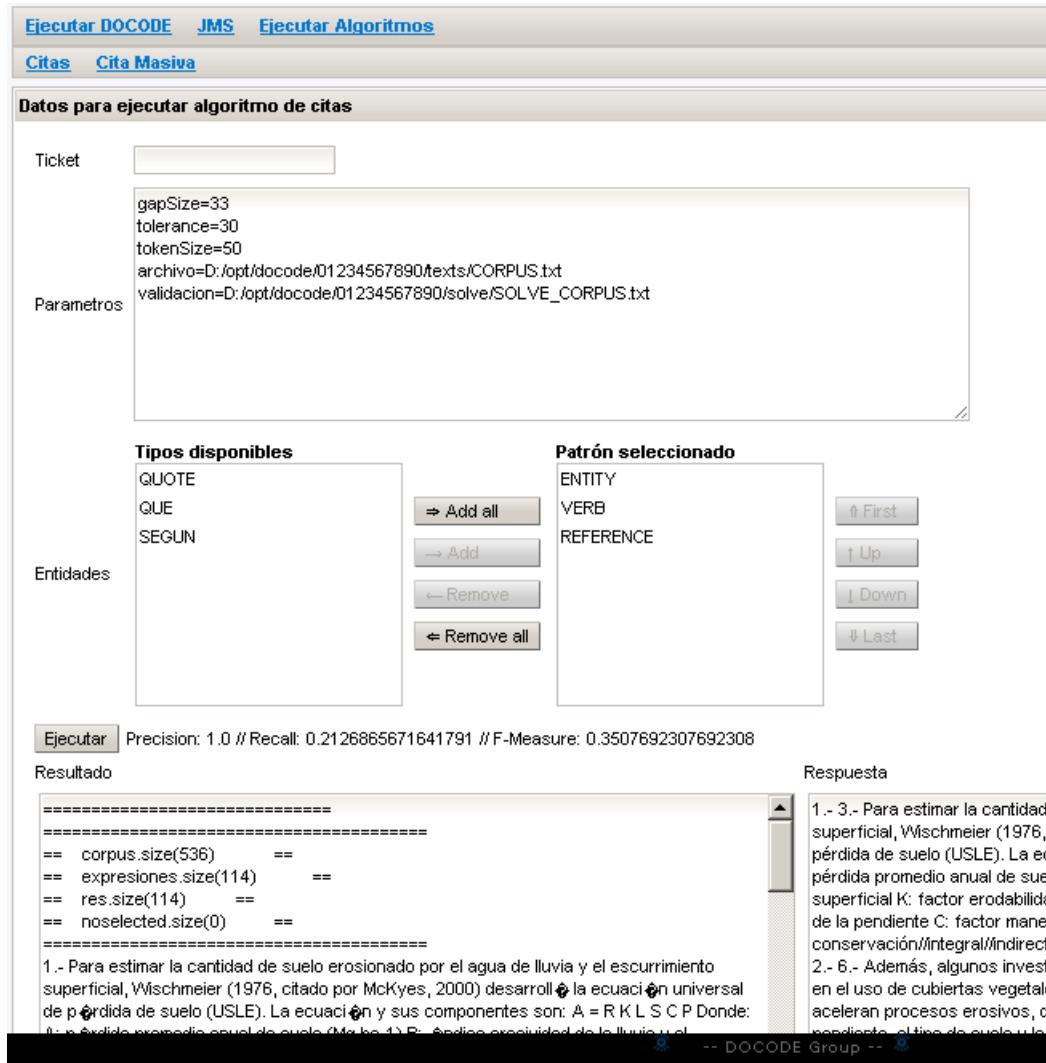 Ejecutar DOCODE JMS Ejecutar Algoritmos
Citas Cita Masiva
Datos para ejecutar algoritmo de citas
Ticket
Parametros
gapSize=33
tolerance=30
tokenSize=50
archivo=D:/opt/docode/01234567890/texts/CORPUS.txt
validacion=D:/opt/docode/01234567890/solve/SOLVE_CORPUS.txt
Entidades
Tipos disponibles
QUOTE
QUE
SEGUN
⇒ Add all
→ Add
← Remove
⇐ Remove all
Patrón seleccionado
ENTITY
VERB
REFERENCE
⇑ First
↑ Up
↓ Down
⇓ Last
Ejecutar Precision: 1.0 // Recall: 0.2126865671641791 // F-Measure: 0.3507692307692308
Resultado
==============================
========================================
== corpus.size(536) ==
== expresiones.size(114) ==
== res.size(114) ==
== noselected.size(0) ==
========================================
1.- Para estimar la cantidad de suelo erosionado por el agua de lluvia y el escurrimiento
superficial, Wischmeier (1976, citado por McKyes, 2000) desarroll� la ecuaci�n universal
de p�rdida de suelo (USLE). La ecuaci�n y sus componentes son: A = R K L S C P Donde:
Respuesta
1.- 3.- Para estimar la cantidad
superficial, Wischmeier (1976,
pérdida de suelo (USLE). La e
pérdida promedio anual de sue
superficial K: factor erodabilida
de la pendiente C: factor mane
conservación//integral//indirect
2.- 6.- Además, algunos invest
en el uso de cubiertas vegetal
aceleran procesos erosivos, d
-- DOCODE Group --